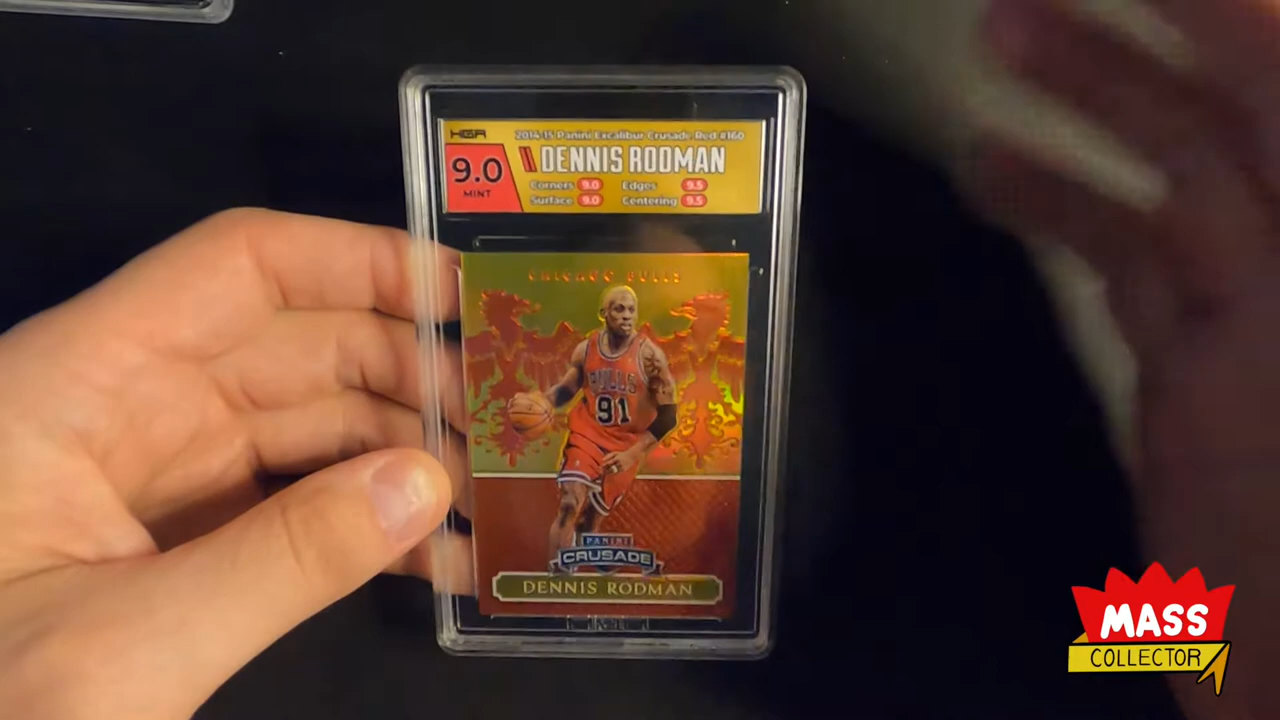 HGA
2014-15 Panini Excalibur Crusade Red #160
9.0
MINT
DENNIS RODMAN
Corners 9.0 Edges 9.5
Surface 9.0 Centering 9.5
CHICAGO BULLS
BULLS
91
PANINI
CRUSADE
DENNIS RODMAN
MASS
COLLECTOR